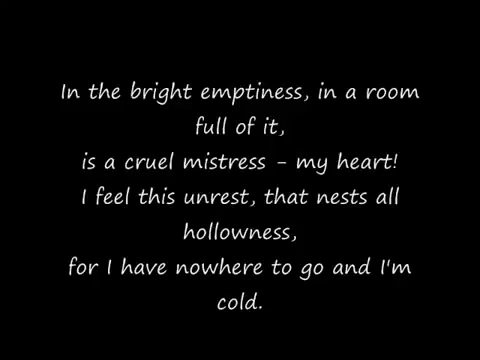 In the bright emptiness, in a room
full of it,
is a cruel mistress - my heart!
I feel this unrest, that nests all
hollowness,
for I have nowhere to go and I'm
cold.